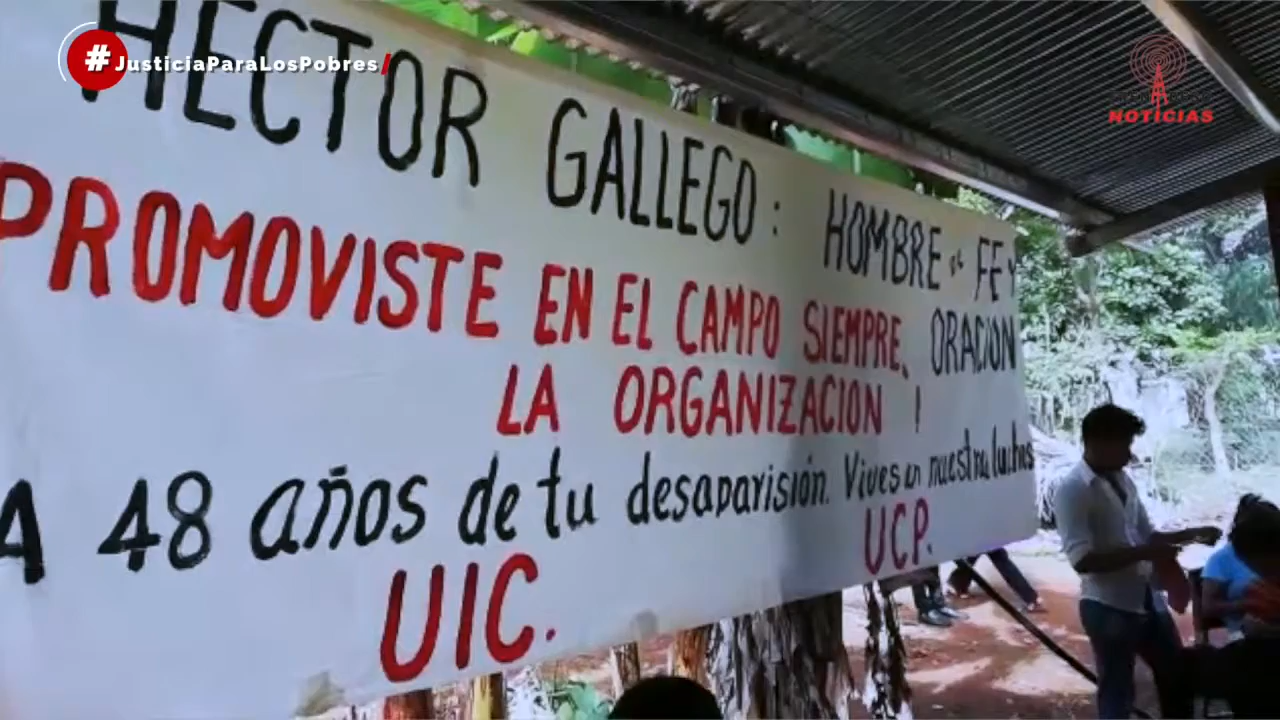 #JusticiaParaLosPobres/
NOTICIAS
HECTOR GALLEGO: HOMBRE de FE Y
ORACION
PROMOVISTE EN EL CAMPO SIEMPRE,
LA ORGANIZACION !
A 48 años de tu desaparisión. Vives en nuestra luchas
UIC. UCP.